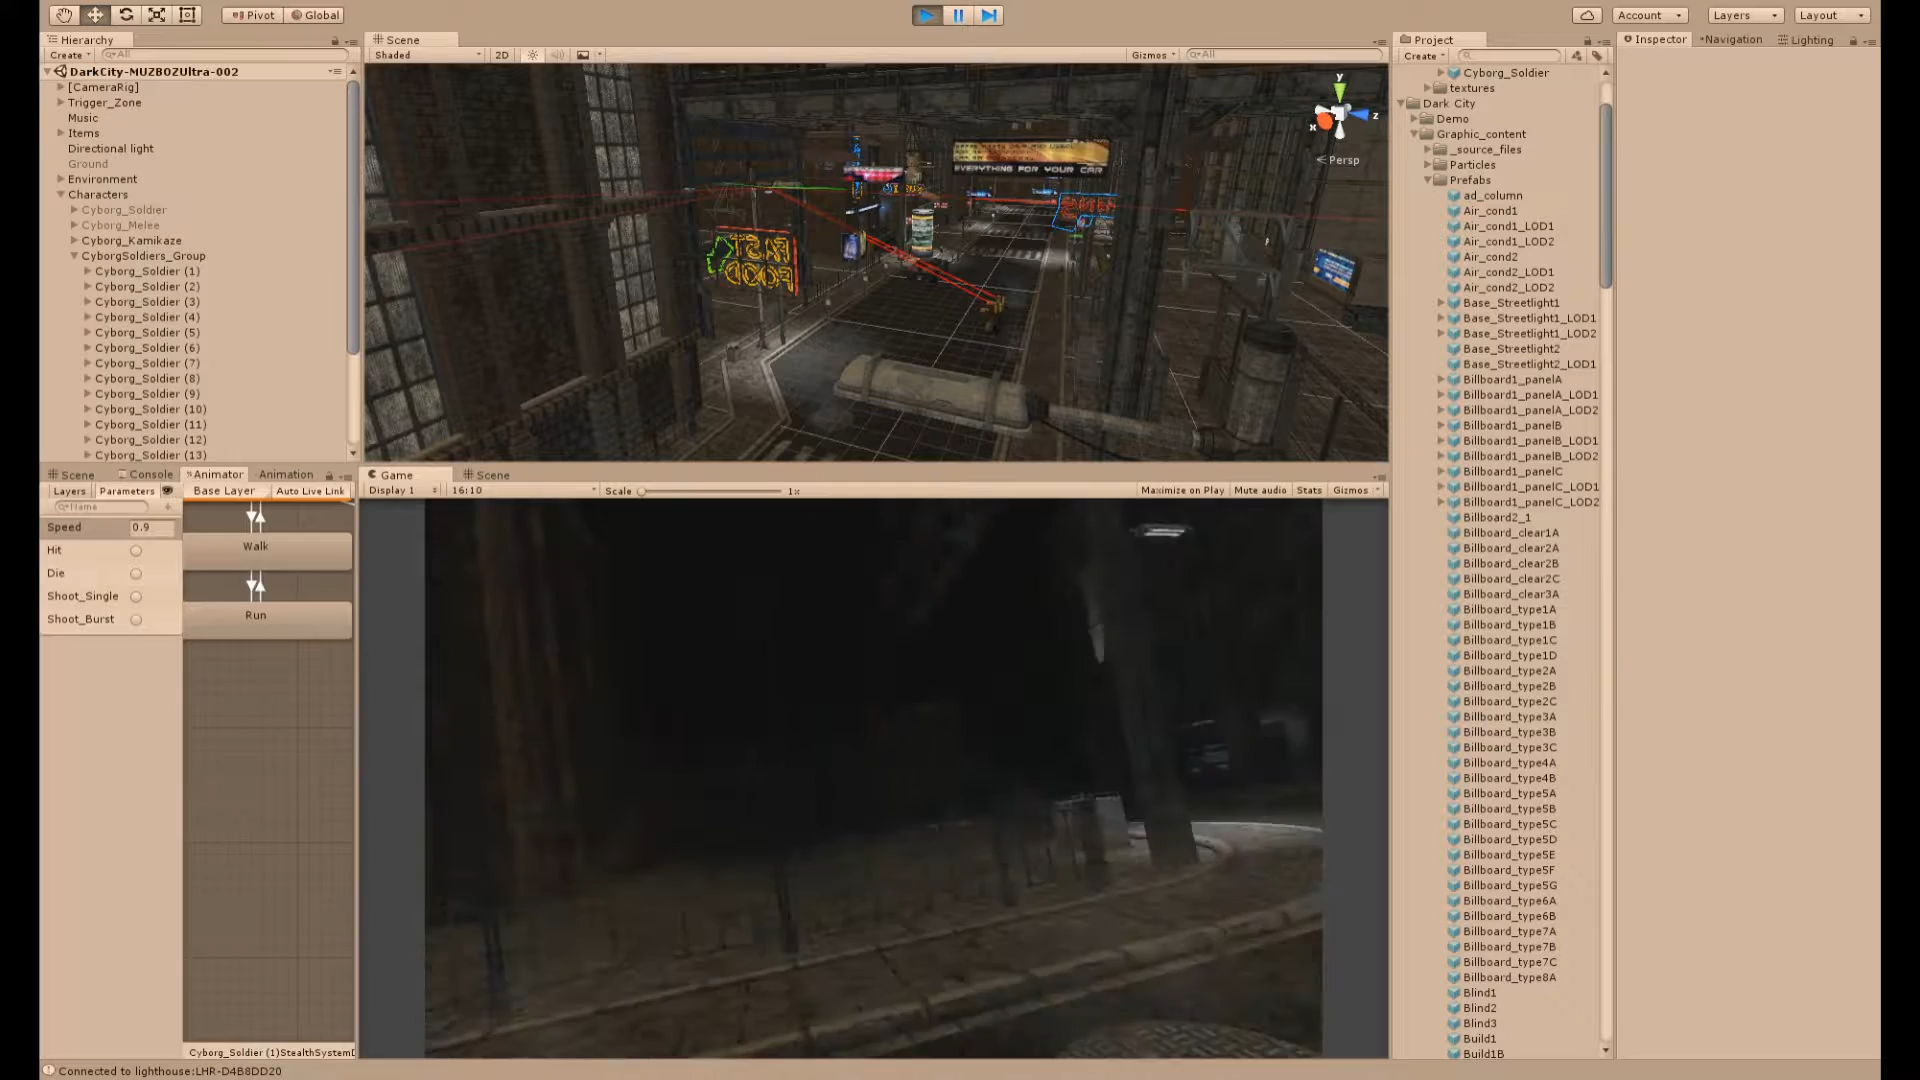 Pivot Global Account Layers Layout
Hierarchy
Create All
DarkCity-MUZBOZUltra-002
[CameraRig]
Trigger_Zone
Music
Items
Directional light
Ground
Environment
Characters
Cyborg_Soldier
Cyborg_Melee
Cyborg_Kamikaze
CyborgSoldiers_Group
Cyborg_Soldier (1)
Cyborg_Soldier (2)
Cyborg_Soldier (3)
Cyborg_Soldier (4)
Cyborg_Soldier (5)
Cyborg_Soldier (6)
Cyborg_Soldier (7)
Cyborg_Soldier (8)
Cyborg_Soldier (9)
Cyborg_Soldier (10)
Cyborg_Soldier (11)
Cyborg_Soldier (12)
Cyborg_Soldier (13)
Scene
Shaded 2D Gizmos All
y
x
z
Persp
EVERYTHING FOR YOUR CAR
FAST
FOOD
Scene Console Animator Animation
Layers Parameters Base Layer Auto Live Link
Name
Speed 0.9
Hit
Die
Shoot_Single
Shoot_Burst
Walk
Run
Cyborg_Soldier (1)StealthSystem
Game Scene
Display 1 16:10 Scale 1x Maximize on Play Mute audio Stats Gizmos
Project
Create
Cyborg_Soldier
textures
Dark City
Demo
Graphic_content
_source_files
Particles
Prefabs
ad_column
Air_cond1
Air_cond1_LOD1
Air_cond1_LOD2
Air_cond2
Air_cond2_LOD1
Air_cond2_LOD2
Base_Streetlight1
Base_Streetlight1_LOD1
Base_Streetlight1_LOD2
Base_Streetlight2
Base_Streetlight2_LOD1
Billboard1_panelA
Billboard1_panelA_LOD1
Billboard1_panelA_LOD2
Billboard1_panelB
Billboard1_panelB_LOD1
Billboard1_panelB_LOD2
Billboard1_panelC
Billboard1_panelC_LOD1
Billboard1_panelC_LOD2
Billboard2_1
Billboard_clear1A
Billboard_clear2A
Billboard_clear2B
Billboard_clear2C
Billboard_clear3A
Billboard_type1A
Billboard_type1B
Billboard_type1C
Billboard_type1D
Billboard_type2A
Billboard_type2B
Billboard_type2C
Billboard_type3A
Billboard_type3B
Billboard_type3C
Billboard_type4A
Billboard_type4B
Billboard_type5A
Billboard_type5B
Billboard_type5C
Billboard_type5D
Billboard_type5E
Billboard_type5F
Billboard_type5G
Billboard_type6A
Billboard_type6B
Billboard_type7A
Billboard_type7B
Billboard_type7C
Billboard_type8A
Blind1
Blind2
Blind3
Build1
Build1B
Inspector Navigation Lighting
Connected to lighthouse:LHR-D4B8DD20